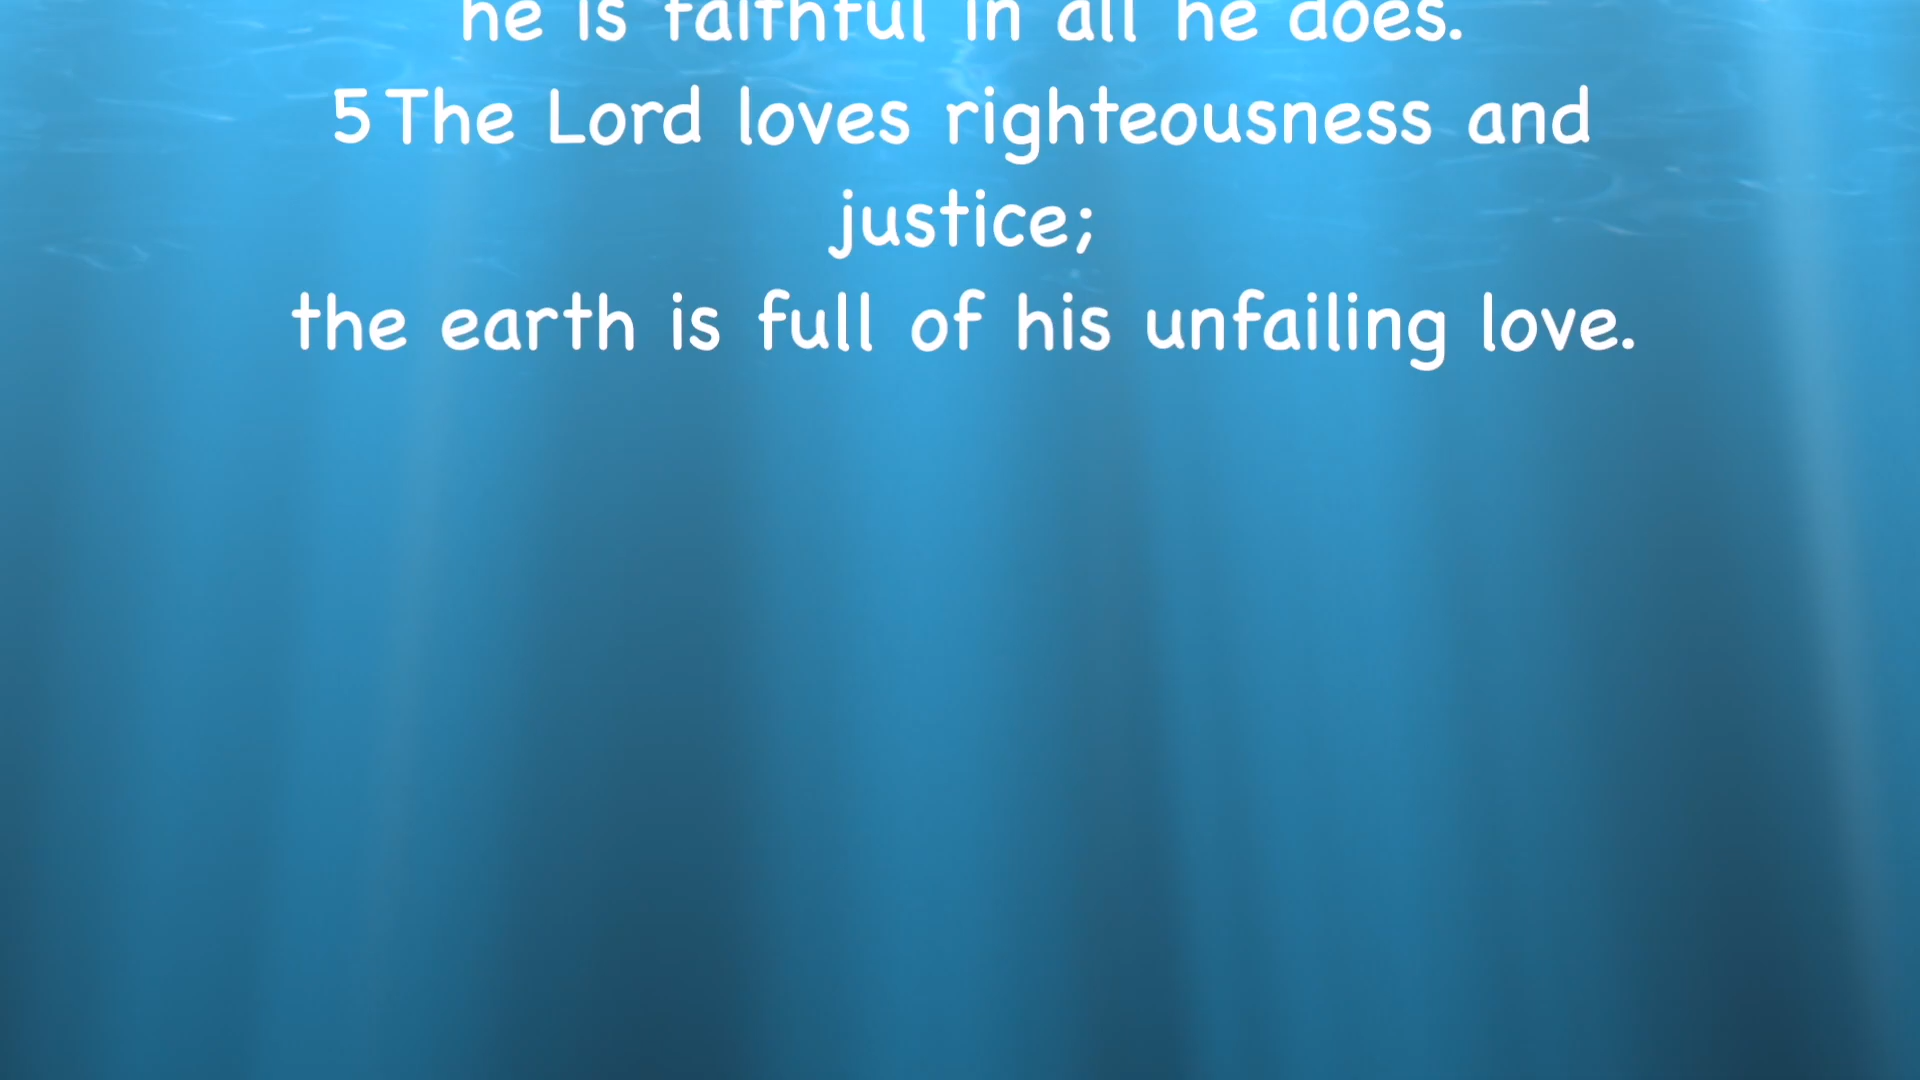 he is faithful in all he does.
5 The Lord loves righteousness and
justice;
the earth is full of his unfailing love.